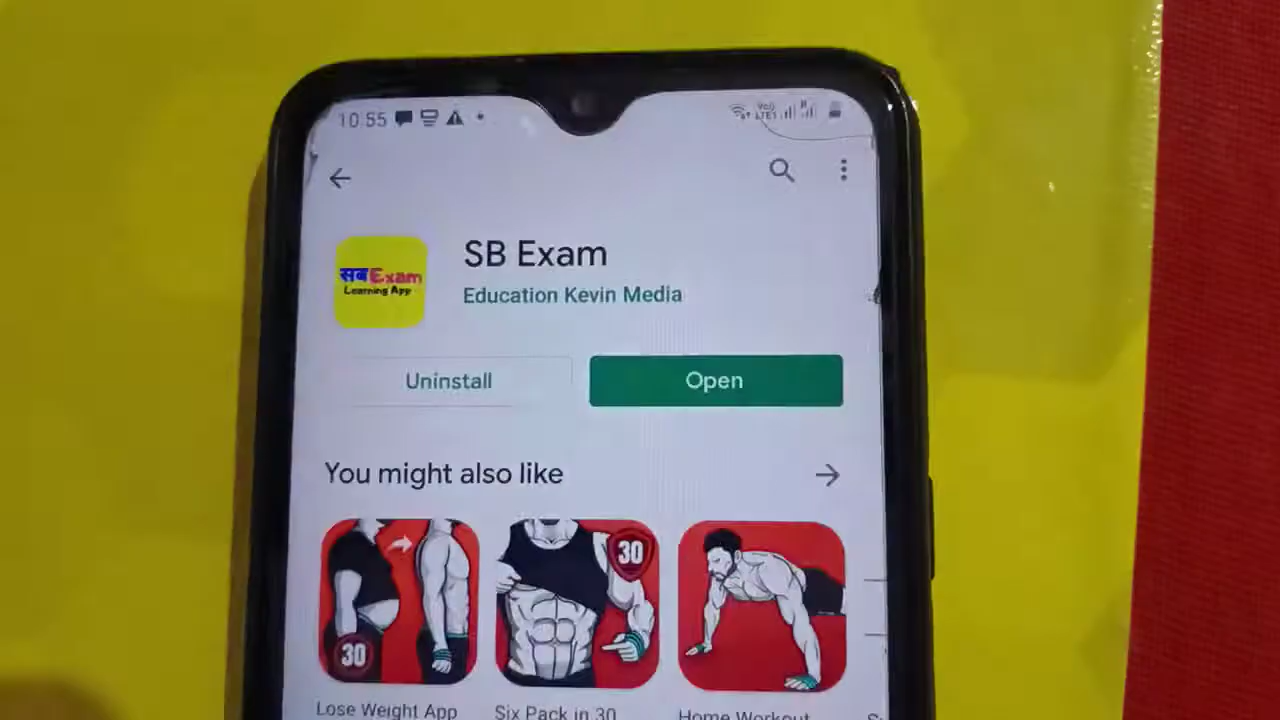 10:55
VoLTE1
SB Exam
सब Exam
Learning App
Education Kevin Media
Uninstall
Open
You might also like
30
30
Lose Weight App
Six Pack in 30
Home Workout